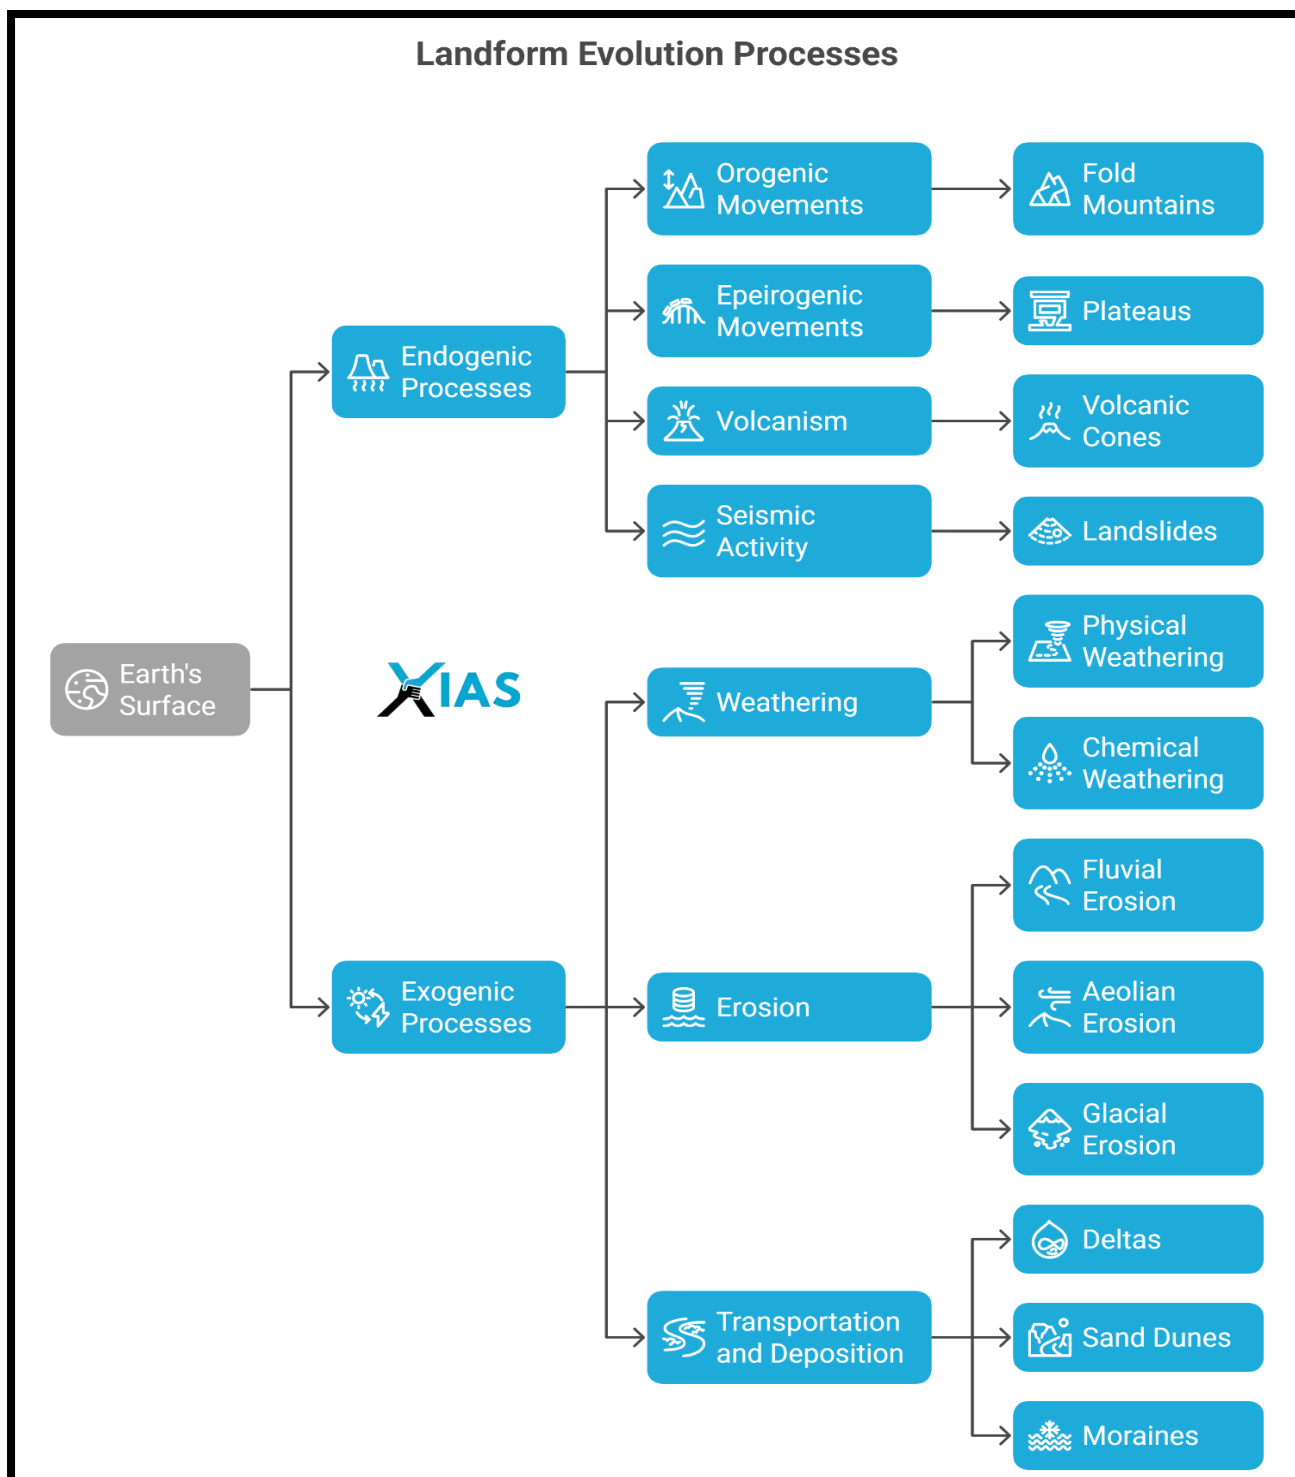 Landform Evolution Processes
Orogenic
Movements
Fold
Mountains
Epeirogenic
Movements
Plateaus
Endogenic
Processes
Volcanism
Volcanic
Cones
Seismic
Activity
Landslides
Earth's
Surface
XIAS
Weathering
Physical
Weathering
Chemical
Weathering
Exogenic
Processes
Erosion
Fluvial
Erosion
Aeolian
Erosion
Glacial
Erosion
Transportation
and Deposition
Deltas
Sand Dunes
Moraines